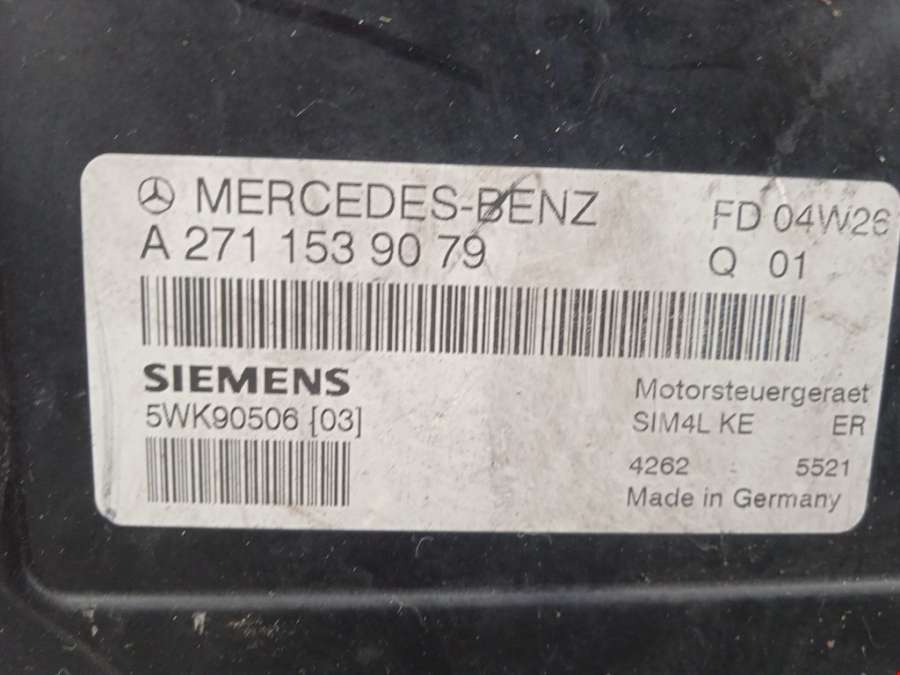 MERCEDES-BENZ FD 04W26
A 271 153 90 79 Q 01
SIEMENS Motorsteuergeraet
5WK90506 [03] SIM4L KE ER
4262 5521
Made in Germany